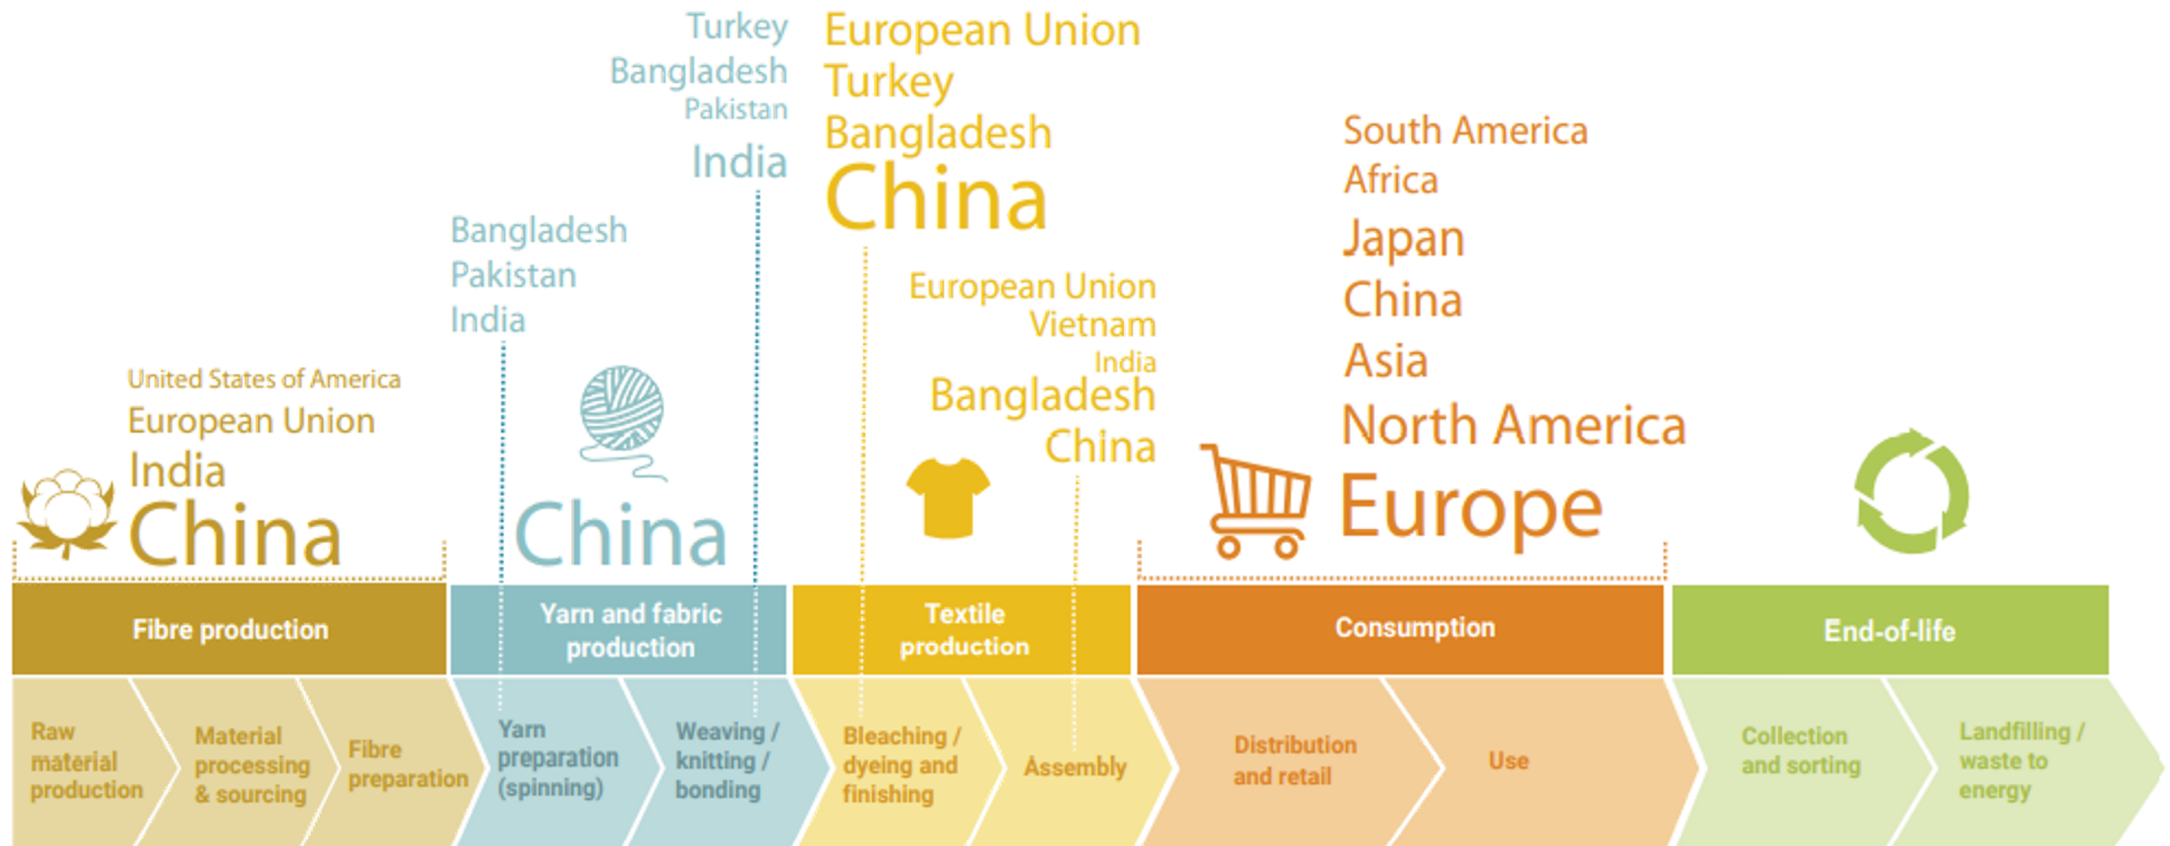 Turkey
Bangladesh
Pakistan
India
European Union
Turkey
Bangladesh
China
Bangladesh
Pakistan
India
European Union
Vietnam
India
Bangladesh
China
South America
Africa
Japan
China
Asia
North America
Europe
United States of America
European Union
India
China
China
Fibre production
Yarn and fabric
production
Textile
production
Consumption
End-of-life
Raw
material
production
Material
processing
& sourcing
Fibre
preparation
Yarn
preparation
(spinning)
Weaving /
knitting /
bonding
Bleaching /
dyeing and
finishing
Assembly
Distribution
and retail
Use
Collection
and sorting
Landfilling /
waste to
energy